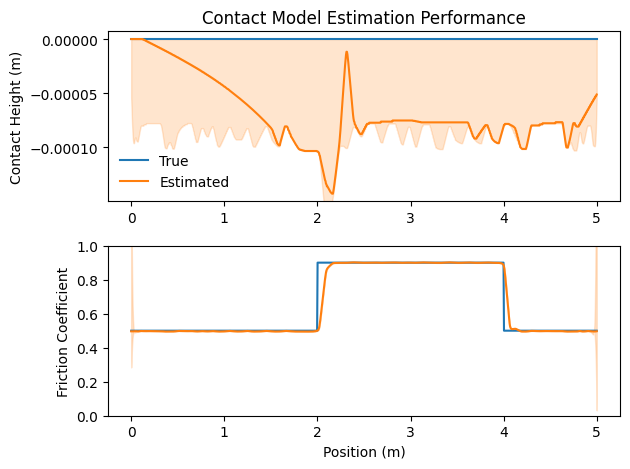 Contact Model Estimation Performance
Contact Height (m)
0.00000
−0.00005
−0.00010
True
Estimated
0 1 2 3 4 5
Friction Coefficient
1.0
0.8
0.6
0.4
0.2
0.0
0 1 2 3 4 5
Position (m)